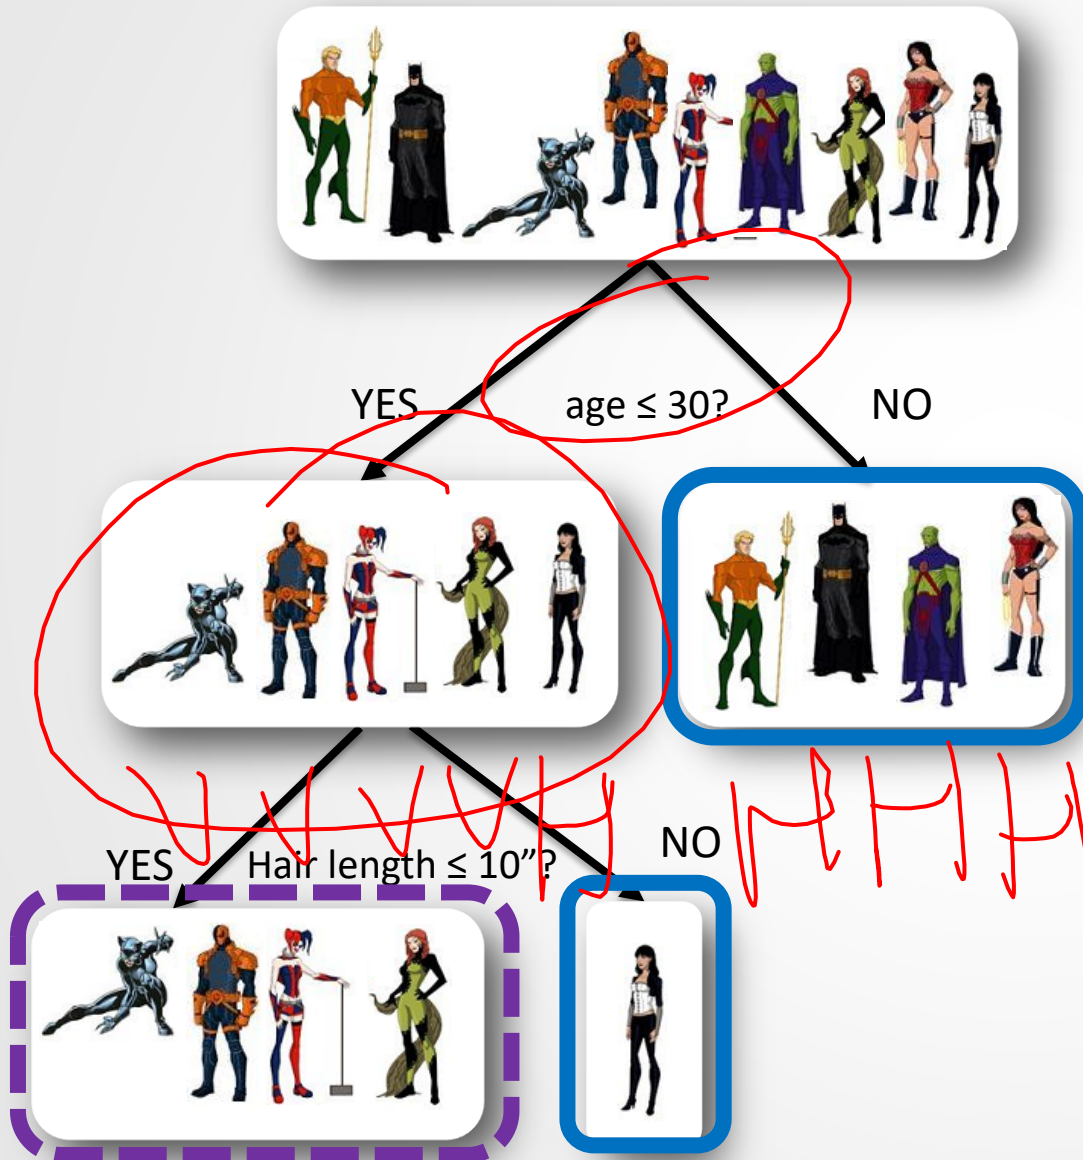 YES age ≤ 30? NO
V V V V H H H H H
YES Hair length ≤ 10”? NO